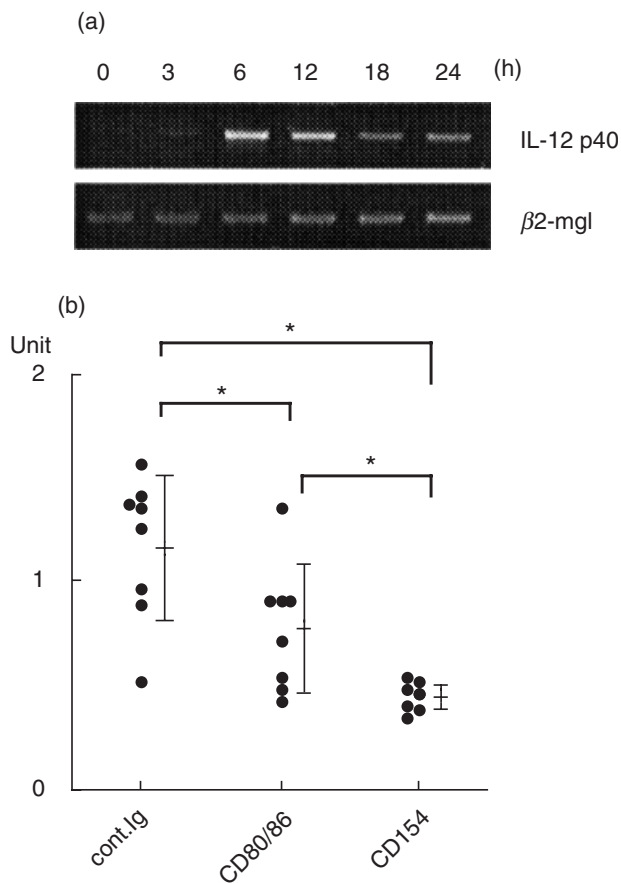 (a)
0 3 6 12 18 24 (h)
IL-12 p40
β2-mgl
(b)
Unit
*
2
*
*
1
0
cont.Ig
CD80/86
CD154